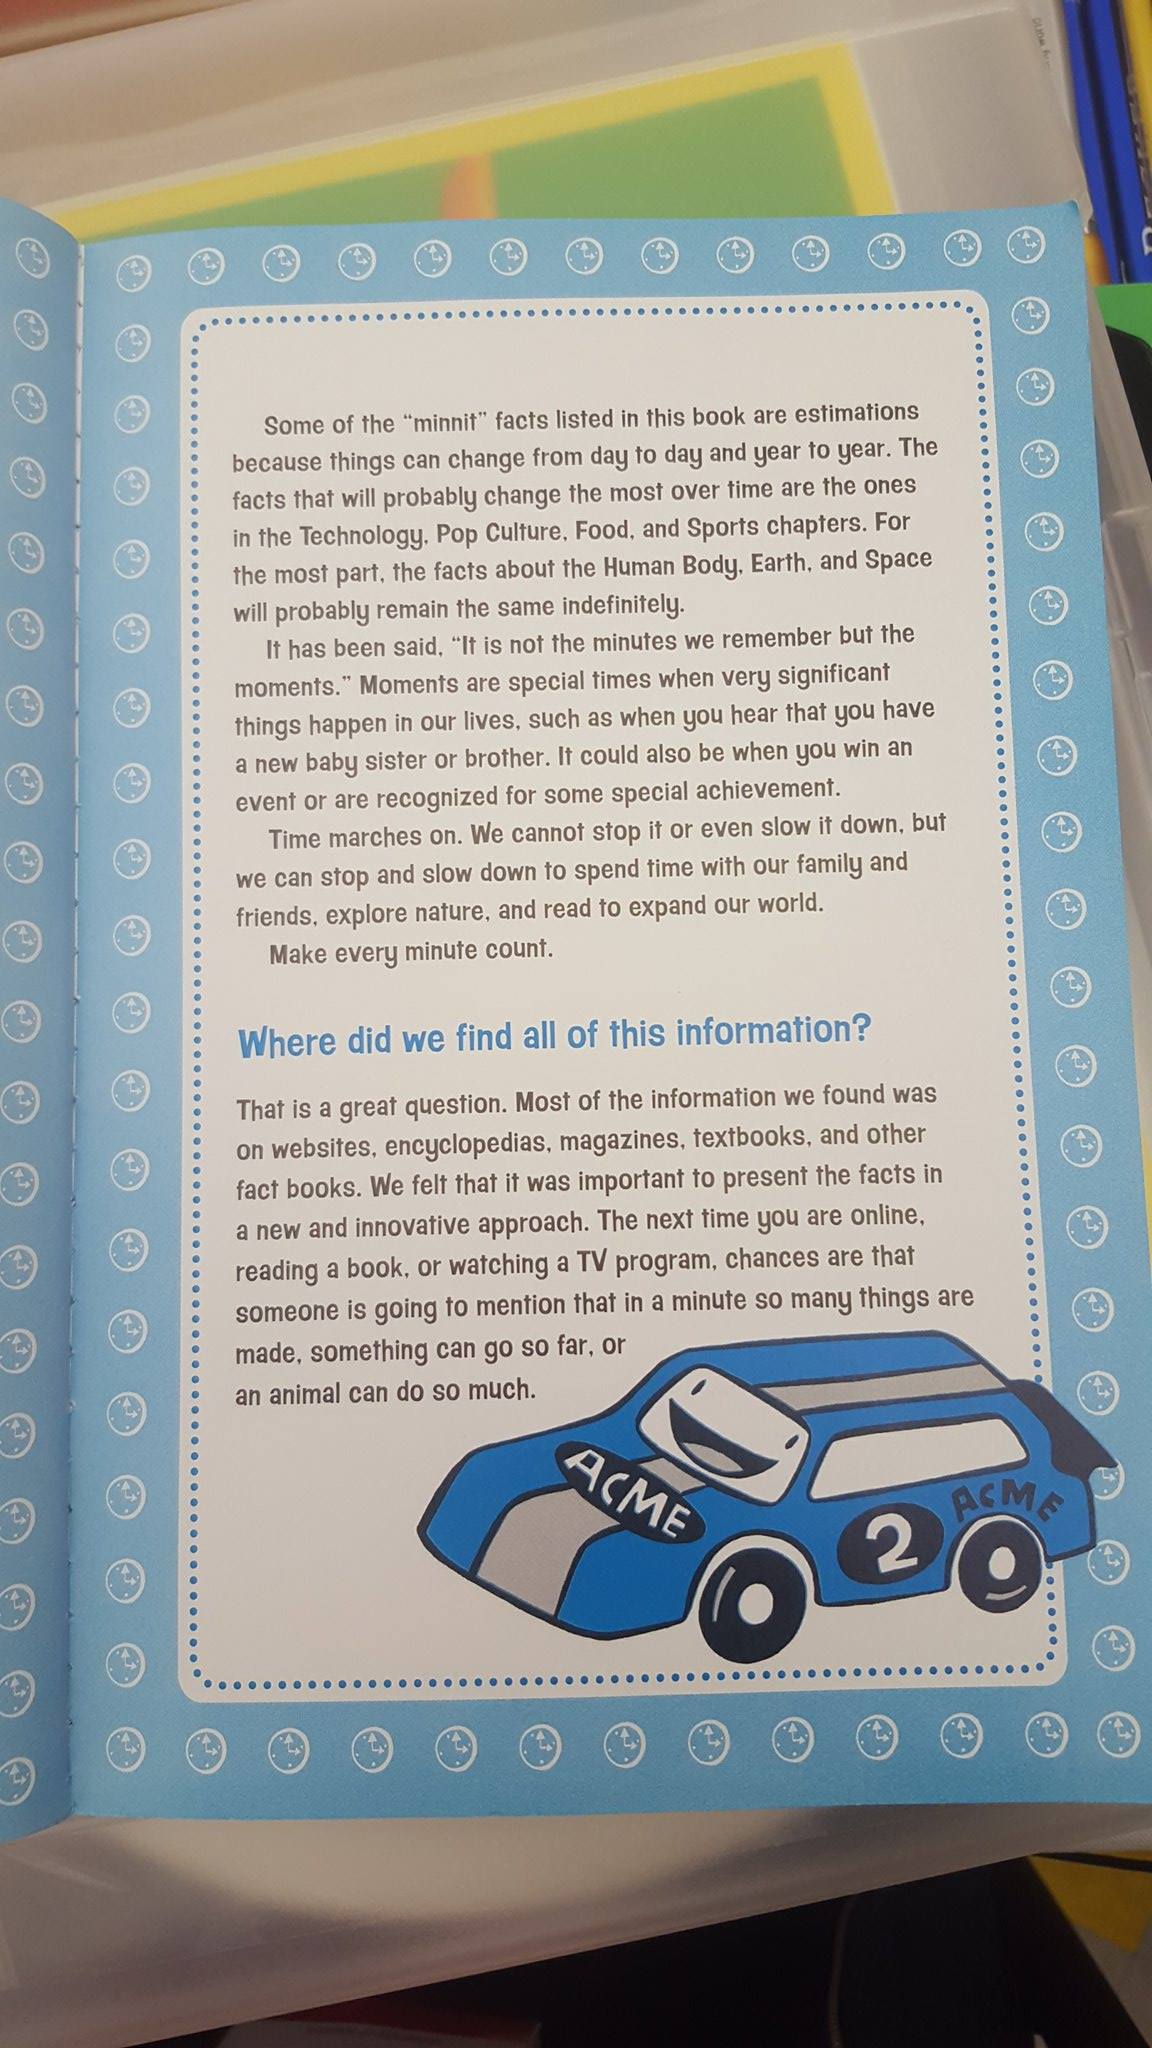 Some of the “minnit” facts listed in this book are estimations
because things can change from day to day and year to year. The
facts that will probably change the most over time are the ones
in the Technology, Pop Culture, Food, and Sports chapters. For
the most part, the facts about the Human Body, Earth, and Space
will probably remain the same indefinitely.
It has been said, “It is not the minutes we remember but the
moments.” Moments are special times when very significant
things happen in our lives, such as when you hear that you have
a new baby sister or brother. It could also be when you win an
event or are recognized for some special achievement.
Time marches on. We cannot stop it or even slow it down, but
we can stop and slow down to spend time with our family and
friends, explore nature, and read to expand our world.
Make every minute count.
Where did we find all of this information?
That is a great question. Most of the information we found was
on websites, encyclopedias, magazines, textbooks, and other
fact books. We felt that it was important to present the facts in
a new and innovative approach. The next time you are online,
reading a book, or watching a TV program, chances are that
someone is going to mention that in a minute so many things are
made, something can go so far, or
an animal can do so much.
ACME
2
ACME